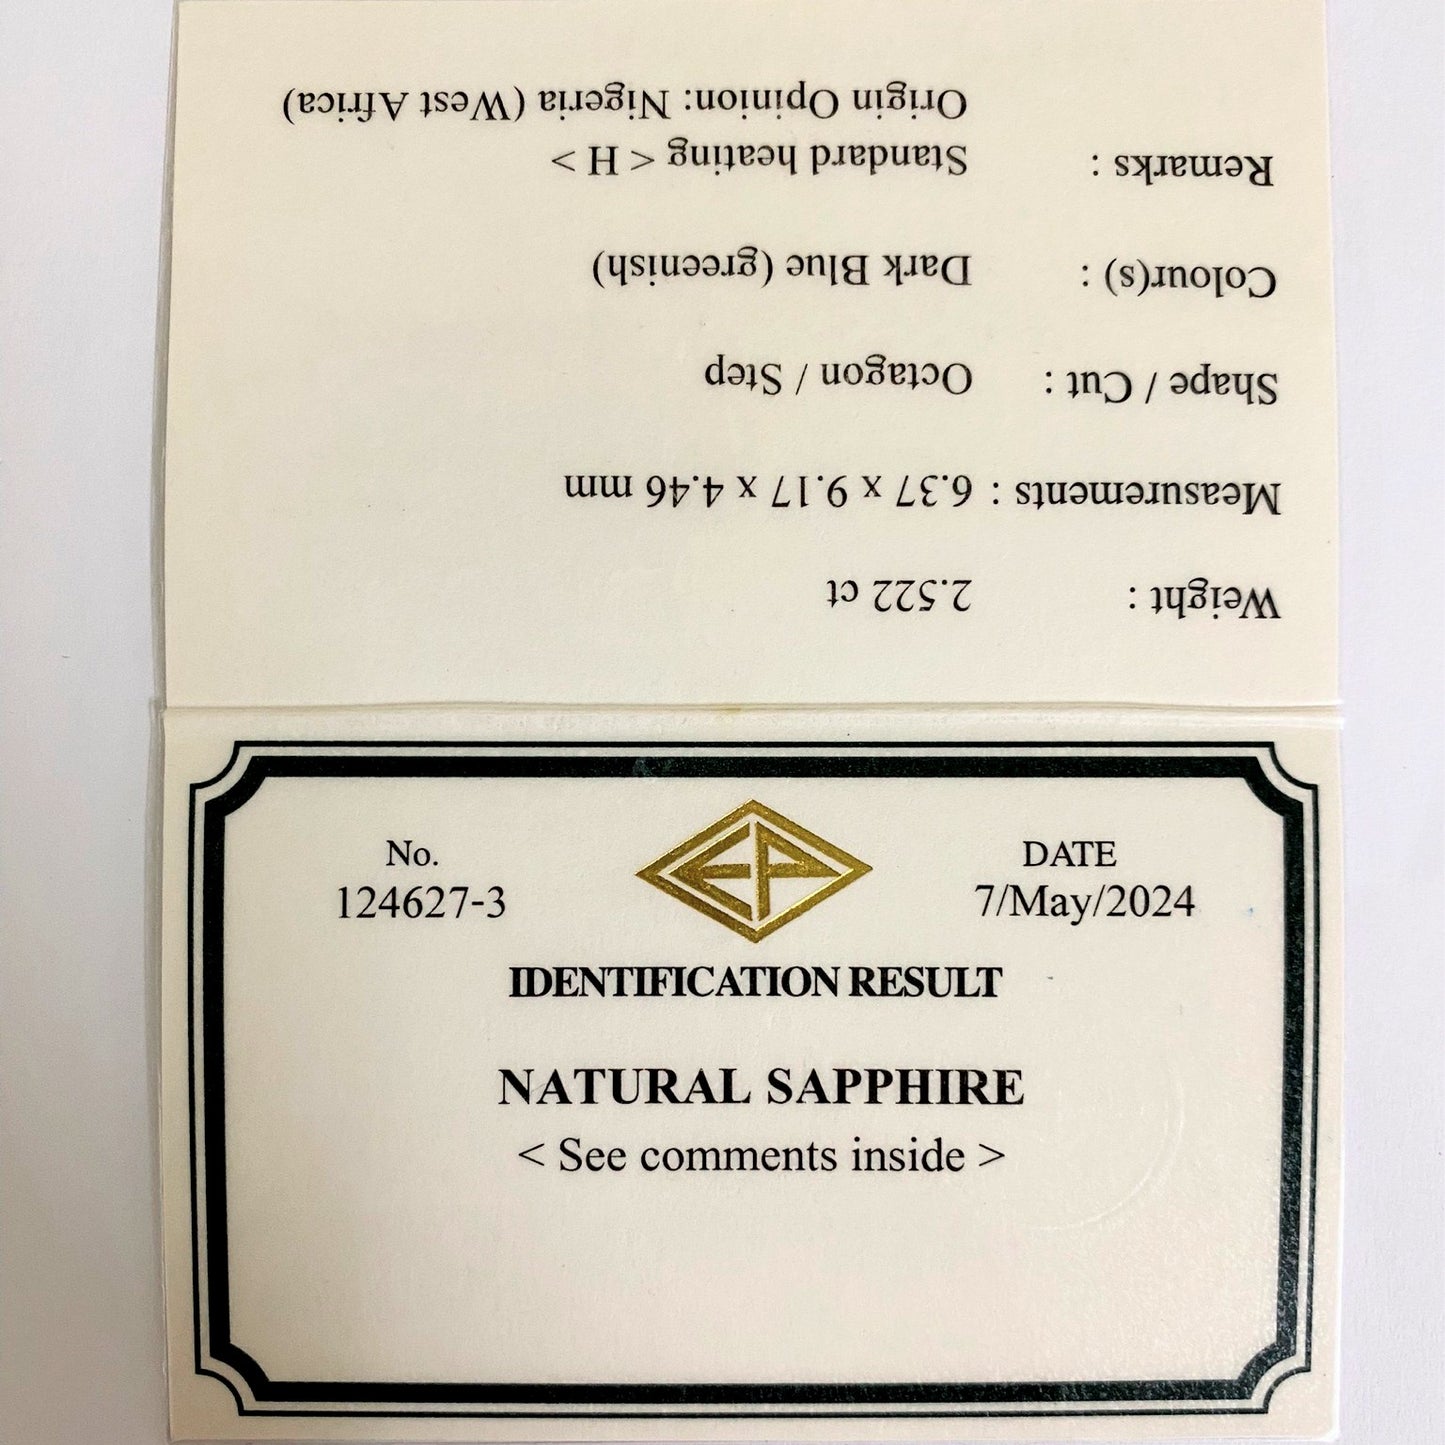 Weight : 2.522 ct
Measurements : 6.37 x 9.17 x 4.46 mm
Shape / Cut : Octagon / Step
Colour(s) : Dark Blue (greenish)
Remarks : Standard heating < H >
Origin Opinion: Nigeria (West Africa)
No. DATE
124627-3 7/May/2024
EP
IDENTIFICATION RESULT
NATURAL SAPPHIRE
< See comments inside >